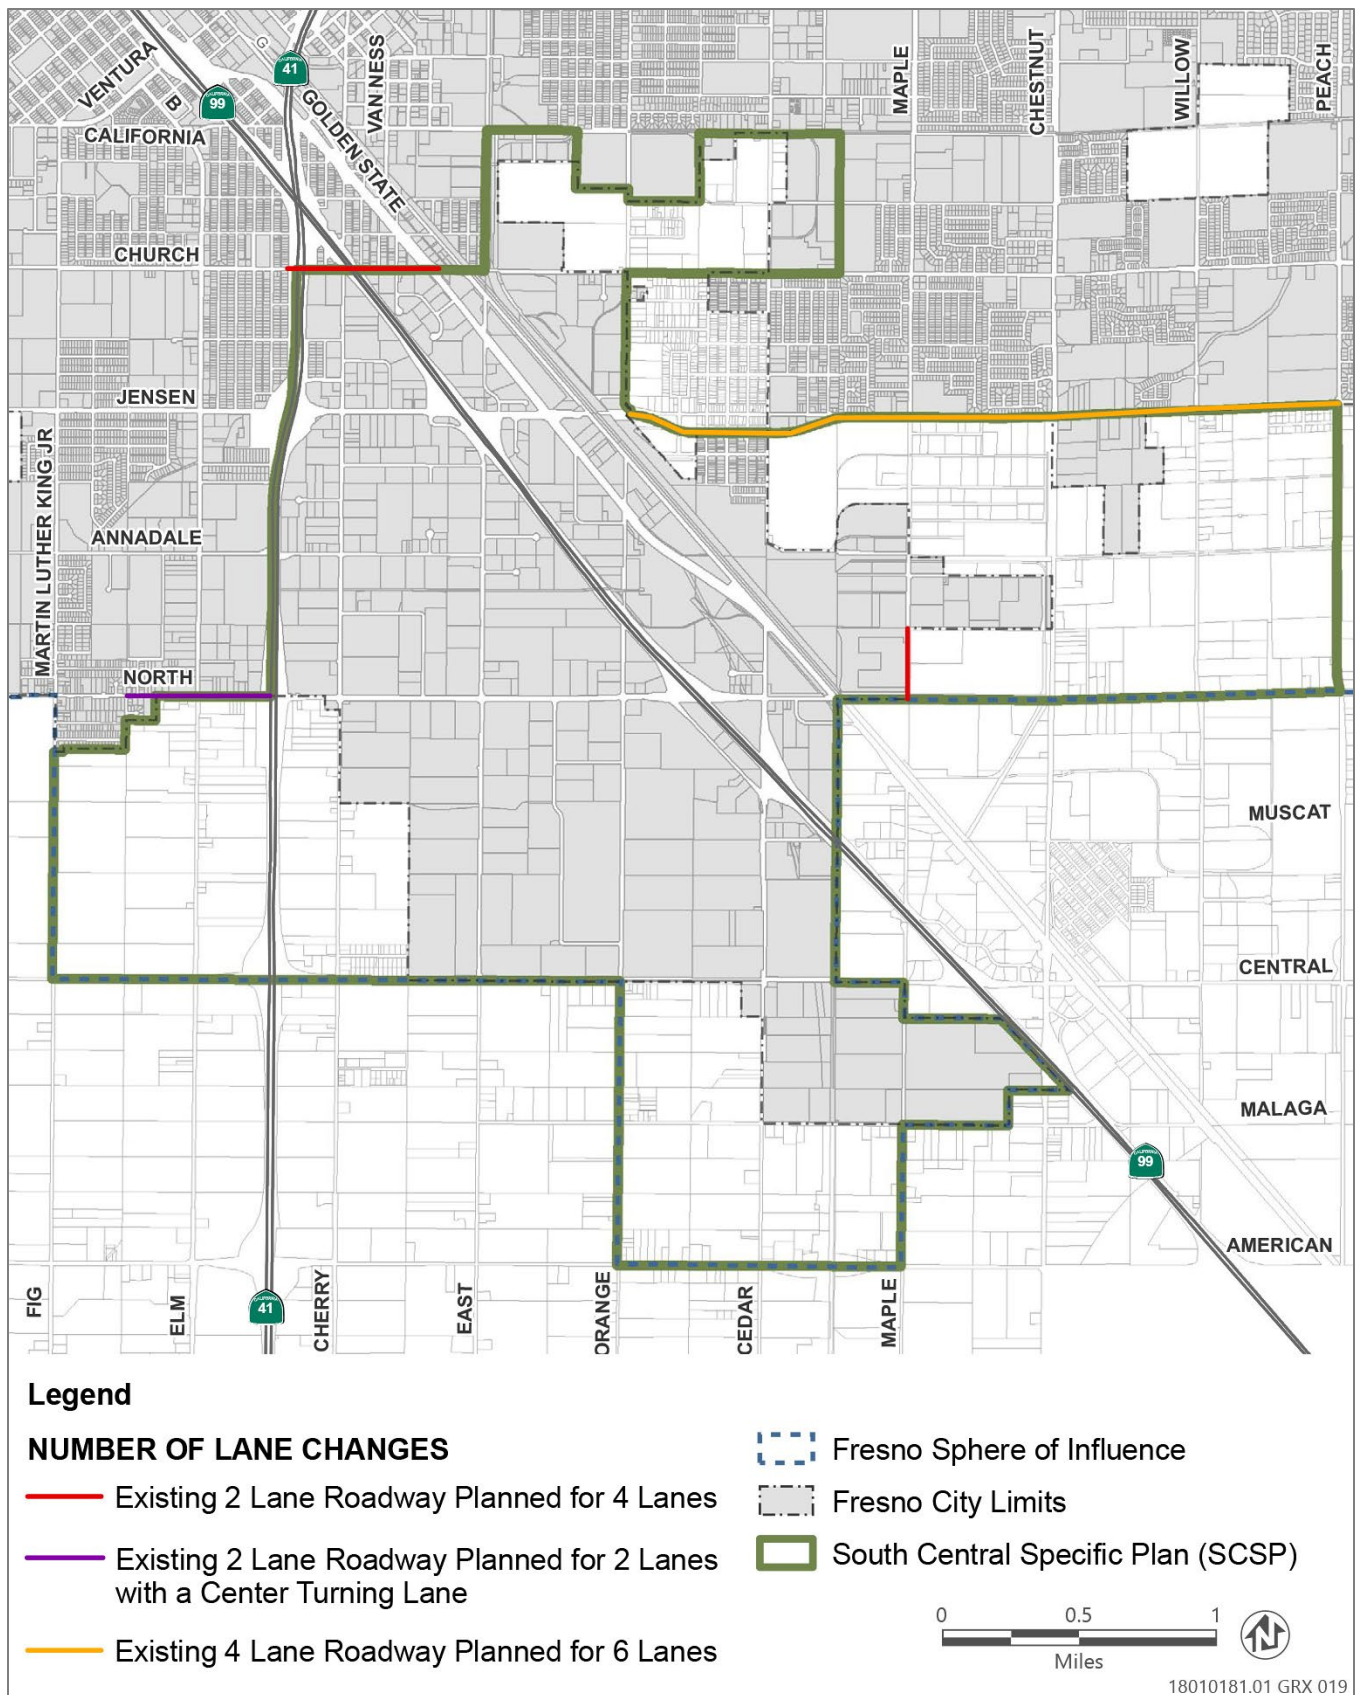 VENTURA
B
G
CALIFORNIA
41
CALIFORNIA
99
GOLDEN STATE
VAN NESS
MAPLE
CHESTNUT
WILLOW
PEACH
CALIFORNIA
CHURCH
JENSEN
MARTIN LUTHER KING JR
ANNADALE
NORTH
MUSCAT
CENTRAL
MALAGA
CALIFORNIA
99
AMERICAN
FIG
ELM
CALIFORNIA
41
CHERRY
EAST
ORANGE
CEDAR
MAPLE
Legend
NUMBER OF LANE CHANGES
Existing 2 Lane Roadway Planned for 4 Lanes
Existing 2 Lane Roadway Planned for 2 Lanes
with a Center Turning Lane
Existing 4 Lane Roadway Planned for 6 Lanes
Fresno Sphere of Influence
Fresno City Limits
South Central Specific Plan (SCSP)
0 0.5 1
Miles
N
18010181.01 GRX 019